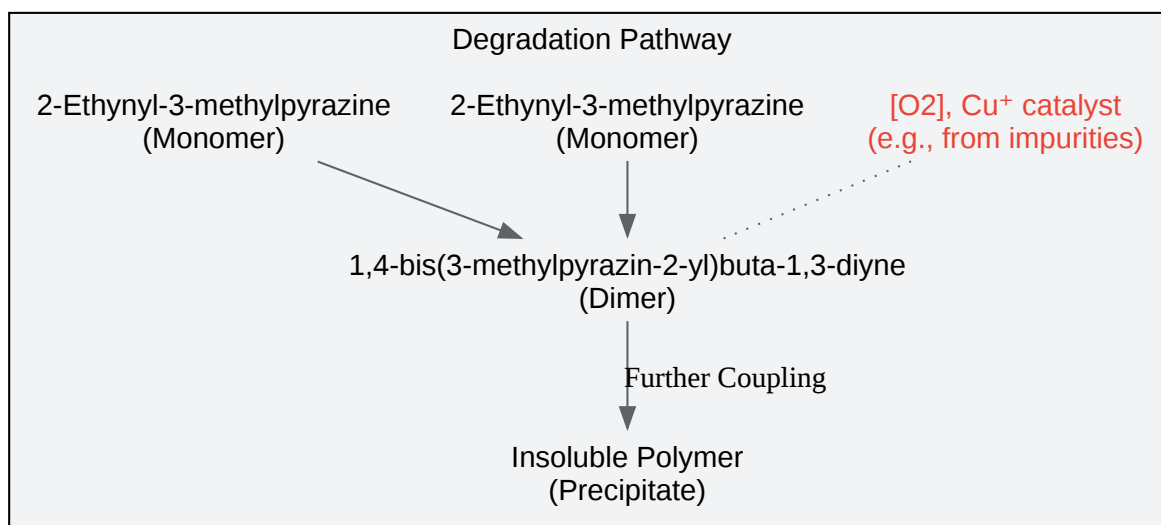 Degradation Pathway
2-Ethynyl-3-methylpyrazine
(Monomer)
2-Ethynyl-3-methylpyrazine
(Monomer)
[O2], Cu⁺ catalyst
(e.g., from impurities)
1,4-bis(3-methylpyrazin-2-yl)buta-1,3-diyne
(Dimer)
Further Coupling
Insoluble Polymer
(Precipitate)